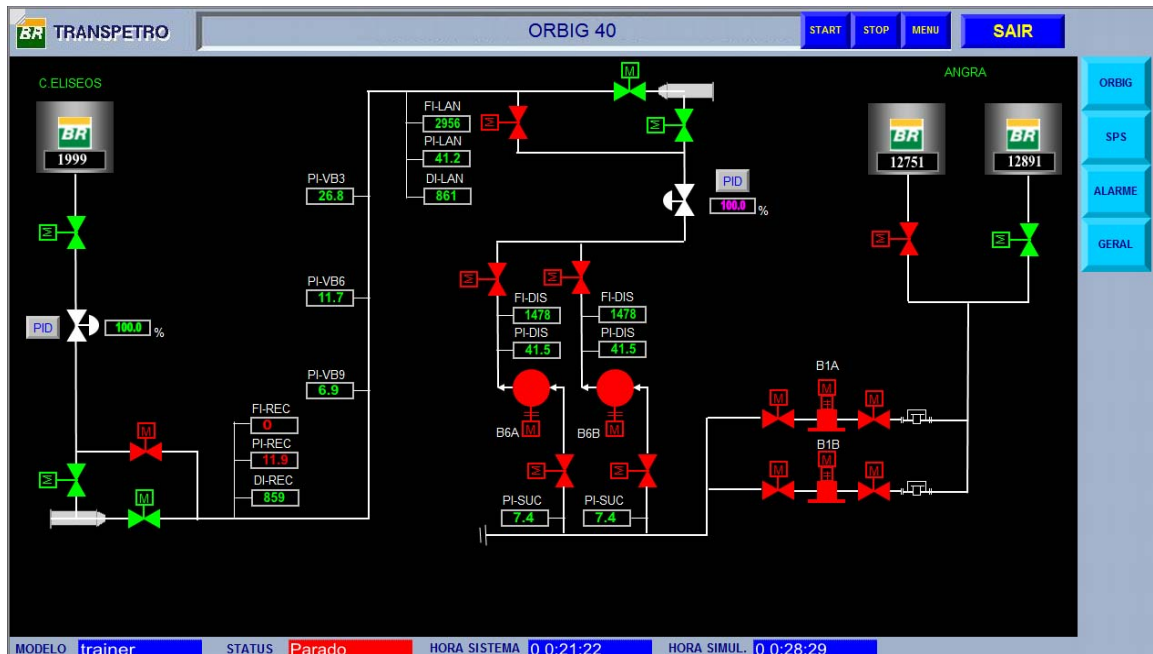 BR TRANSPETRO
ORBIG 40
START
STOP
MENU
SAIR
C.ELISEOS
BR
1999
M
PID
100.0 %
M
M
M
FI-REC
0
PI-REC
11.9
DI-REC
859
PI-VB3
26.8
PI-VB6
11.7
PI-VB9
6.9
FI-LAN
2956
PI-LAN
41.2
DI-LAN
861
M
M
M
PID
100.0 %
M
M
FI-DIS
1478
PI-DIS
41.5
FI-DIS
1478
PI-DIS
41.5
B6A M
B6B M
M
M
PI-SUC
7.4
PI-SUC
7.4
ANGRA
BR
12751
BR
12891
M
M
B1A
M
M
M
B1B
M
M
M
ORBIG
SPS
ALARME
GERAL
MODELO trainer
STATUS Parado
HORA SISTEMA 0 0:21:22
HORA SIMUL. 0 0:28:29